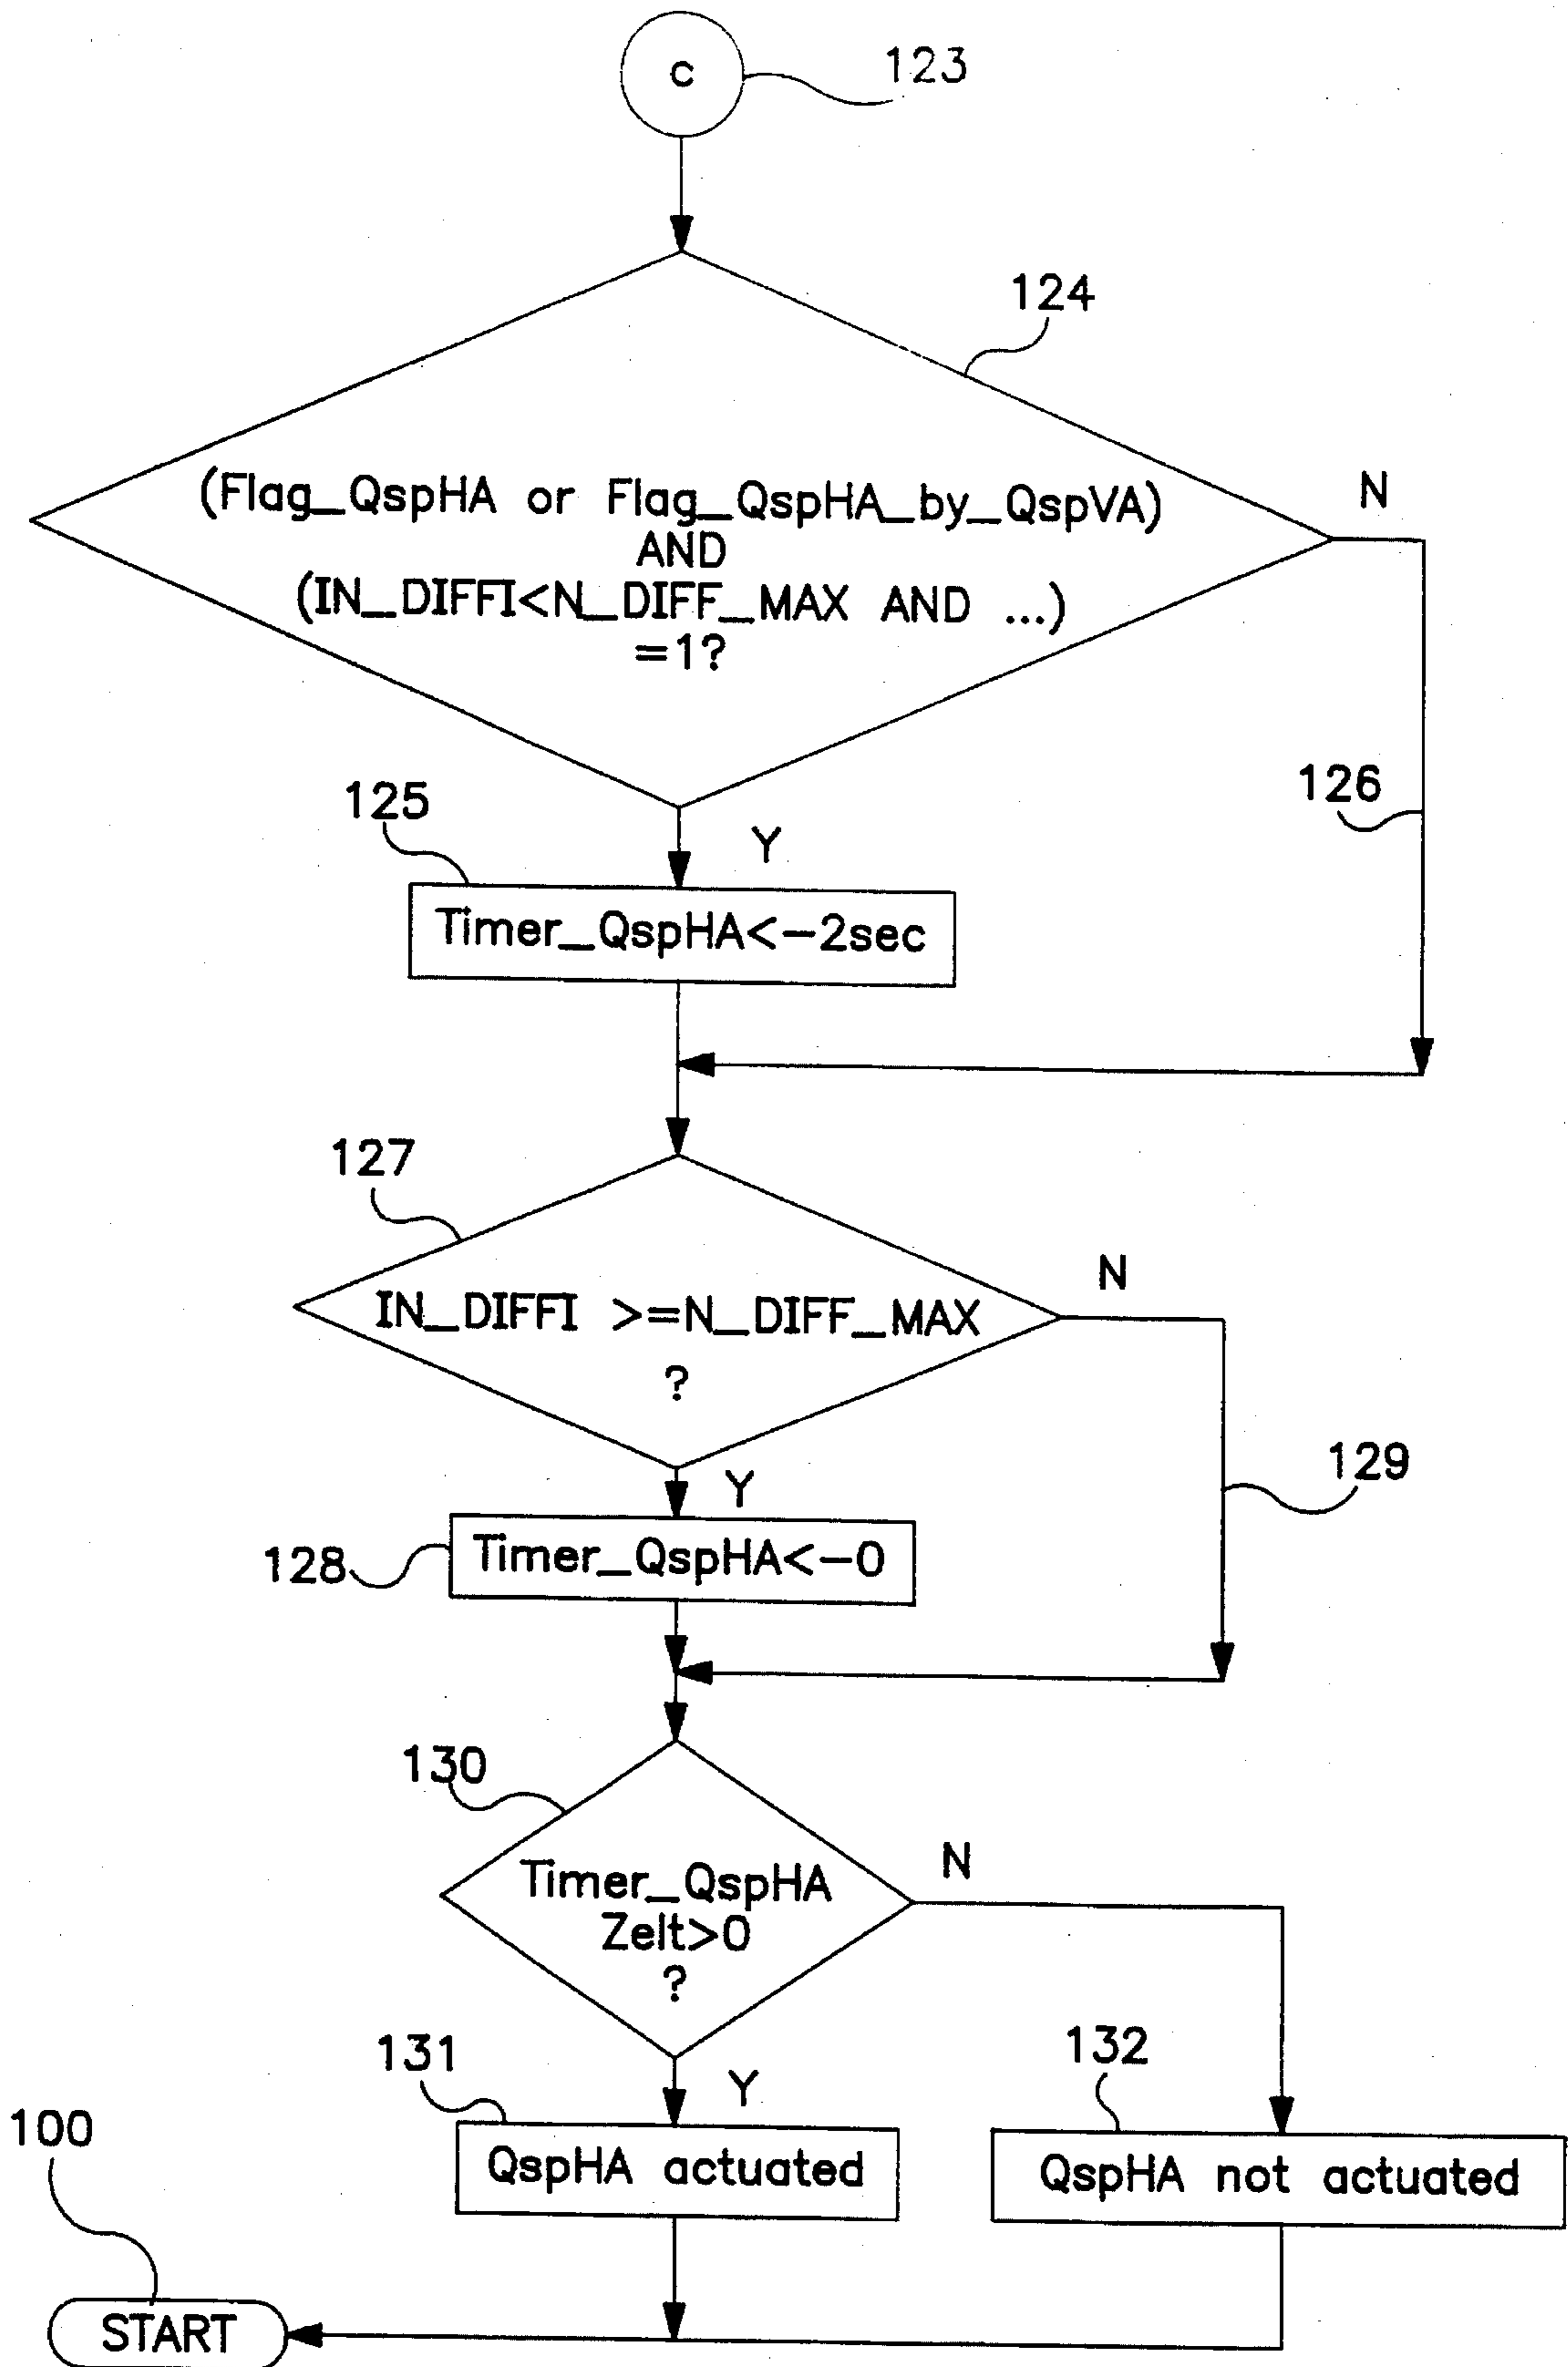 c
123
124
(Flag_QspHA or Flag_QspHA_by_QspVA)
AND
(IN_DIFFI<N_DIFF_MAX AND ...)
=1?
N
126
125
Y
Timer_QspHA<-2sec
127
IN_DIFFI >=N_DIFF_MAX
?
N
129
Y
128
Timer_QspHA<-0
130
Timer_QspHA
Zelt>0
?
N
131
Y
132
100
QspHA actuated
QspHA not actuated
START